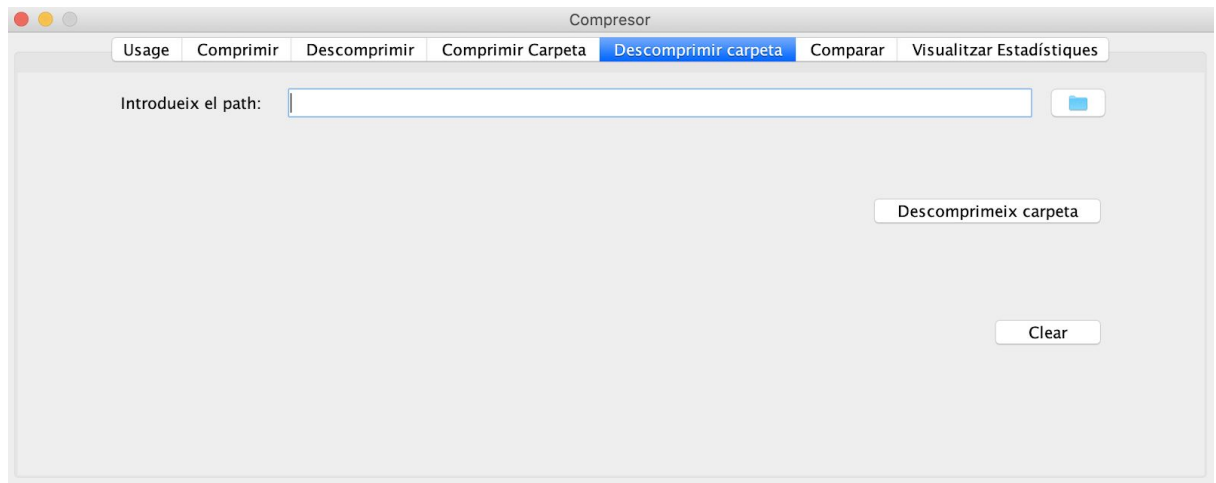 Compresor
Usage Comprimir Descomprimir Comprimir Carpeta Descomprimir carpeta Comparar Visualitzar Estadístiques
Introdueix el path:
Descomprimeix carpeta
Clear